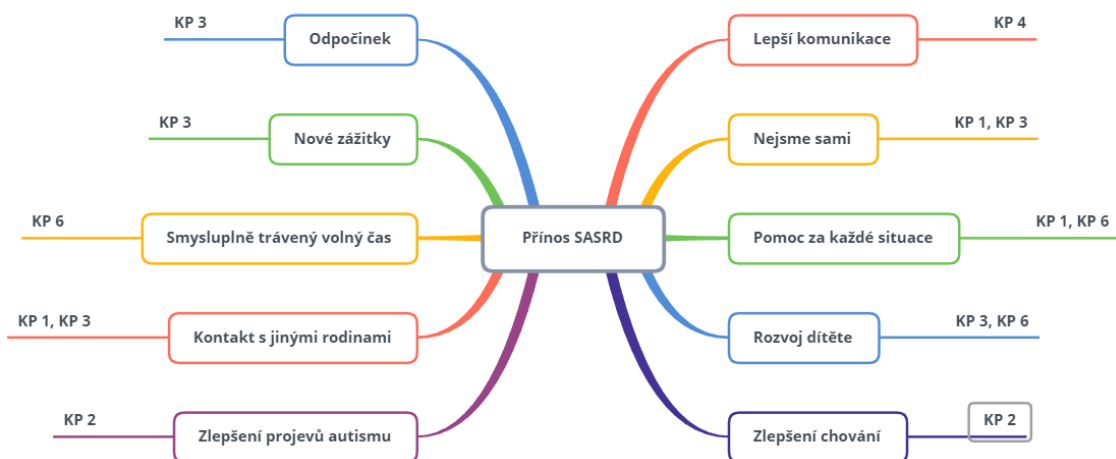 KP 3
Odpočinek
KP 3
Nové zážitky
KP 6
Smysluplně trávený volný čas
KP 1, KP 3
Kontakt s jinými rodinami
KP 2
Zlepšení projevů autismu
Přínos SASRD
Lepší komunikace
KP 4
Nejsme sami
KP 1, KP 3
Pomoc za každé situace
KP 1, KP 6
Rozvoj dítěte
KP 3, KP 6
Zlepšení chování
KP 2